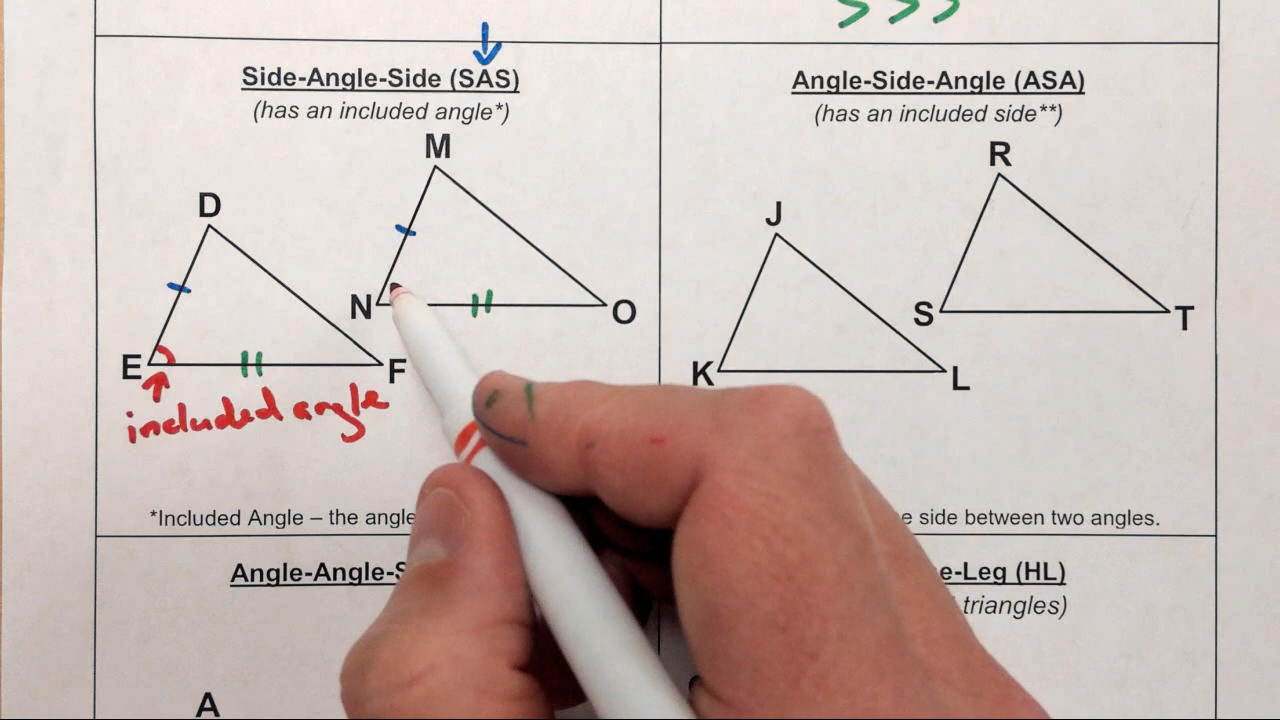 S S S
Side-Angle-Side (SAS)
(has an included angle*)
M
D
N
O
E
F
included angle
*Included Angle – the angle
Angle-Side-Angle (ASA)
(has an included side**)
R
J
S
T
K
L
side between two angles.
Angle-Angle-S
A
e-Leg (HL)
triangles)